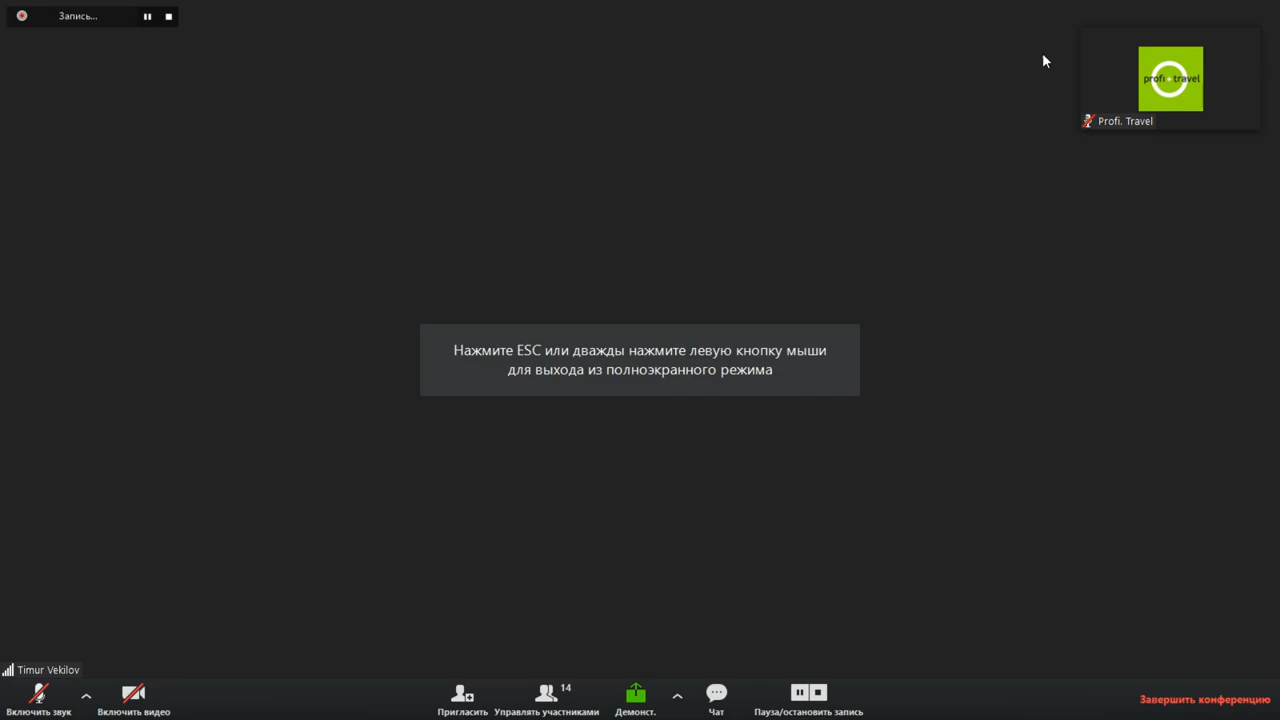 Запись...
profi travel
Profi. Travel
Нажмите ESC или дважды нажмите левую кнопку мыши
для выхода из полноэкранного режима
Timur Vekilov
Включить звук
Включить видео
Пригласить
14
Управлять участниками
Демонст.
Чат
Пауза/остановить запись
Завершить конференцию